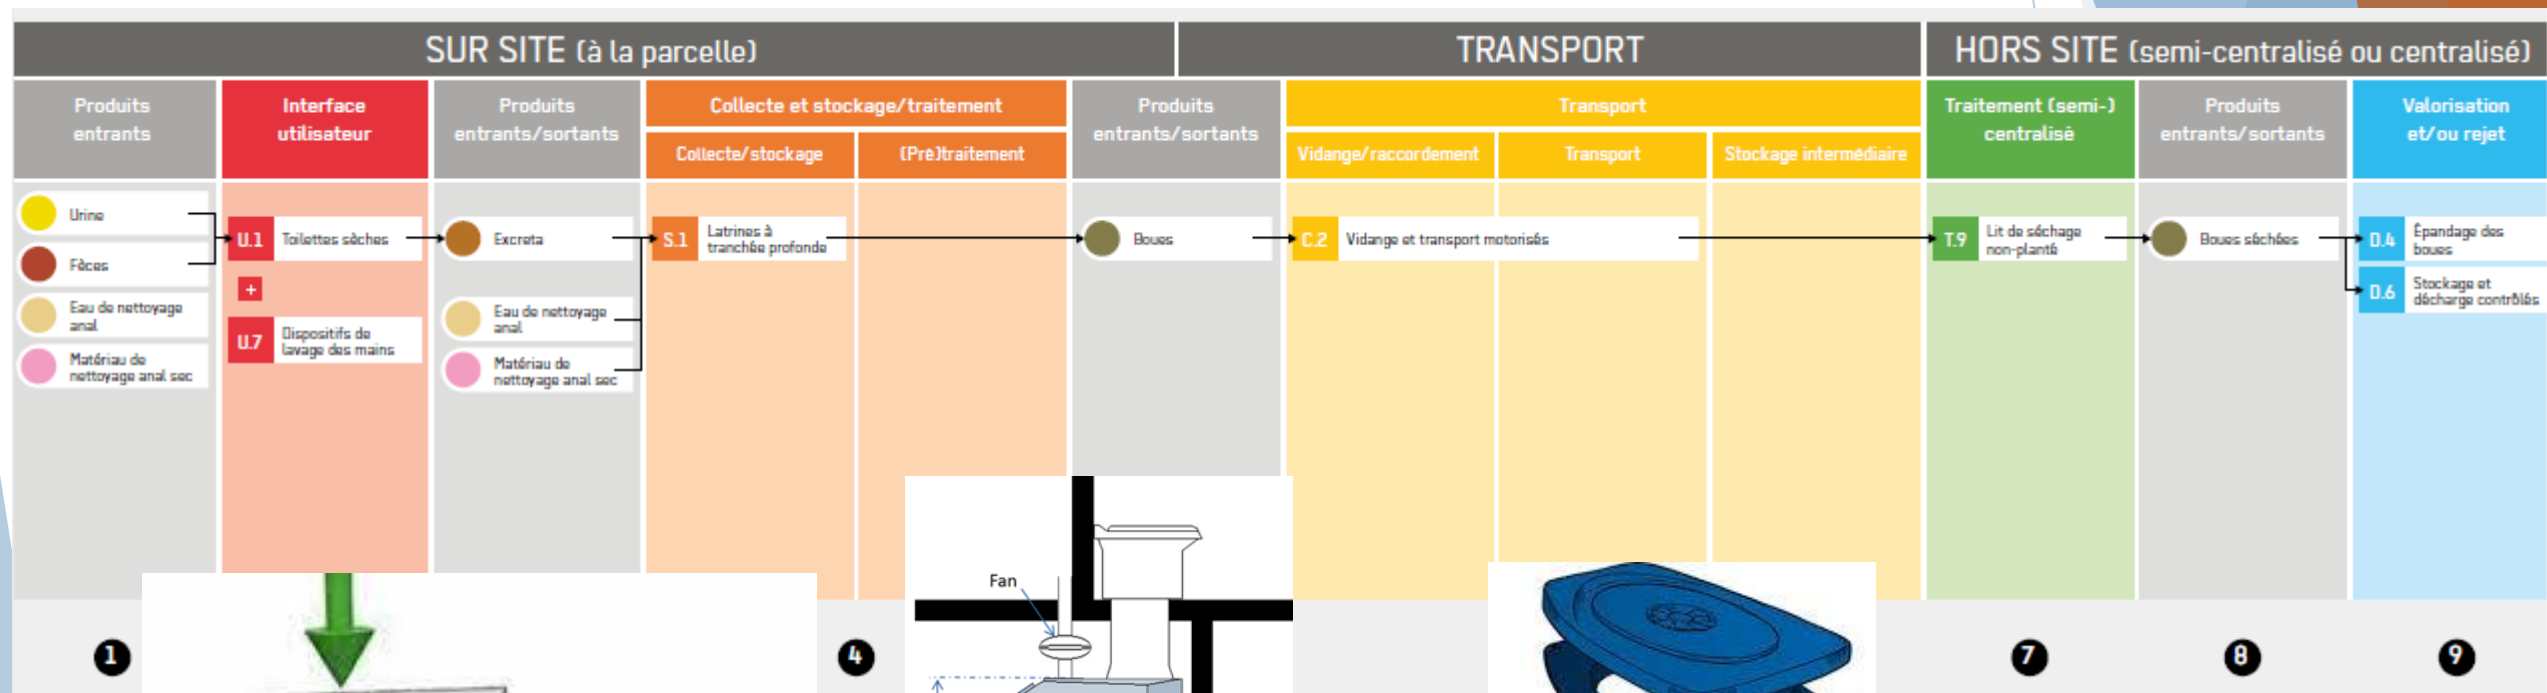 SUR SITE (à la parcelle)
TRANSPORT
HORS SITE (semi-centralisé ou centralisé)
Produits
entrants
Interface
utilisateur
Produits
entrants/sortants
Collecte et stockage/traitement
Collecte/stockage
(Pré)traitement
Produits
entrants/sortants
Transport
Vidange/raccordement
Transport
Stockage intermédiaire
Traitement (semi-)
centralisé
Produits
entrants/sortants
Valorisation
et/ou rejet
Urine
Fèces
Eau de nettoyage
anal
Matériau de
nettoyage anal sec
U.1
Toilettes sèches
+
U.7
Dispositifs de
lavage des mains
Excreta
Eau de nettoyage
anal
Matériau de
nettoyage anal sec
S.1
Latrines à
tranchée profonde
Boues
C.2
Vidange et transport motorisés
T.9
Lit de séchage
non-planté
Boues séchées
D.4
Épandage des
boues
D.6
Stockage et
décharge contrôlés
Fan
1
4
7
8
9